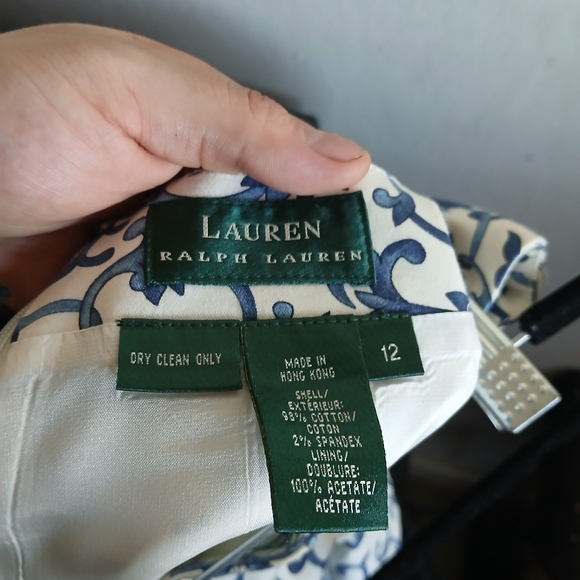 LAUREN
RALPH LAUREN
DRY CLEAN ONLY
MADE IN
HONG KONG
SHELL/
EXTÉRIEUR:
98% COTTON/
COTON
2% SPANDEX
LINING/
DOUBLURE:
100% ACETATE/
ACÉTATE
12